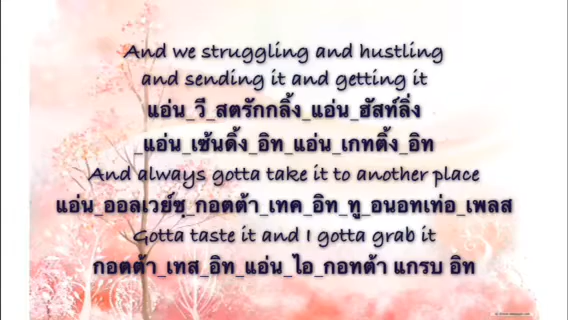 And we struggling and hustling
and sending it and getting it
แอ่น_วี_สตรักกลิ้ง_แอ่น_ฮัสท์ลิ่ง
_แอ่น_เซ้นดิ้ง_อิท_แอ่น_เกทติ้ง_อิท
And always gotta take it to another place
แอ่น_ออลเวย์ซฺ_กอตต้า_เทค_อิท_ทู_อนอทเท่อ_เพลส
Gotta taste it and I gotta grab it
กอตต้า_เทส_อิท_แอ่น_ไอ_กอทต้า แกรบ อิท